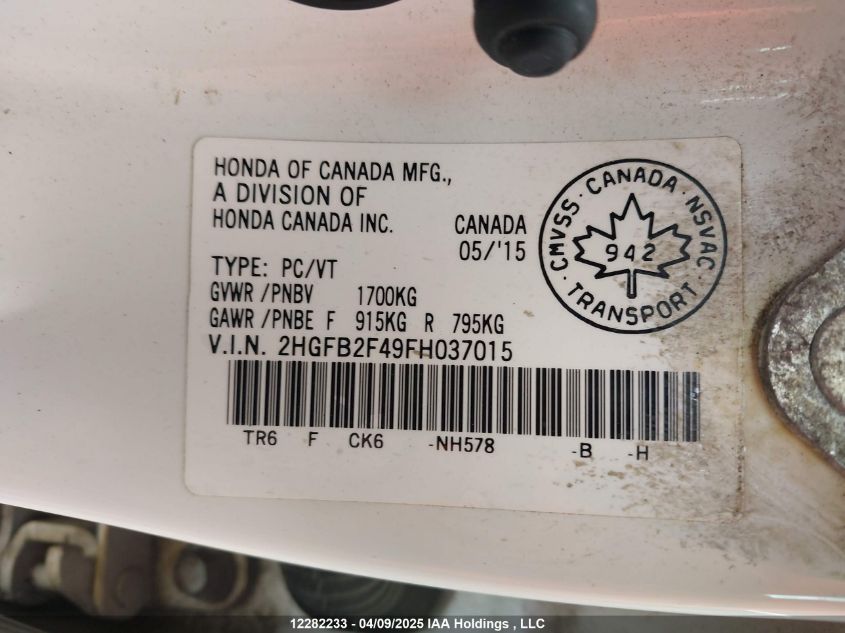 HONDA OF CANADA MFG.,
A DIVISION OF
HONDA CANADA INC.
CANADA
05/'15
CMVSS · CANADA · NSVAC
942
TRANSPORT
TYPE: PC/VT
GVWR /PNBV 1700KG
GAWR /PNBE F 915KG R 795KG
V.I.N. 2HGFB2F49FH037015
TR6 F CK6 -NH578 -B -H
12282233 - 04/09/2025 IAA Holdings , LLC